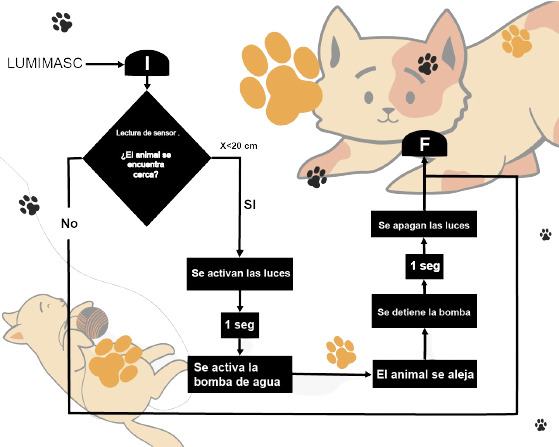 LUMIMASC
I
Lectura de sensor .
¿El animal se
encuentra
cerca?
X<20 cm
No
SI
Se activan las luces
1 seg
Se activa la
bomba de agua
El animal se aleja
Se detiene la bomba
1 seg
Se apagan las luces
F